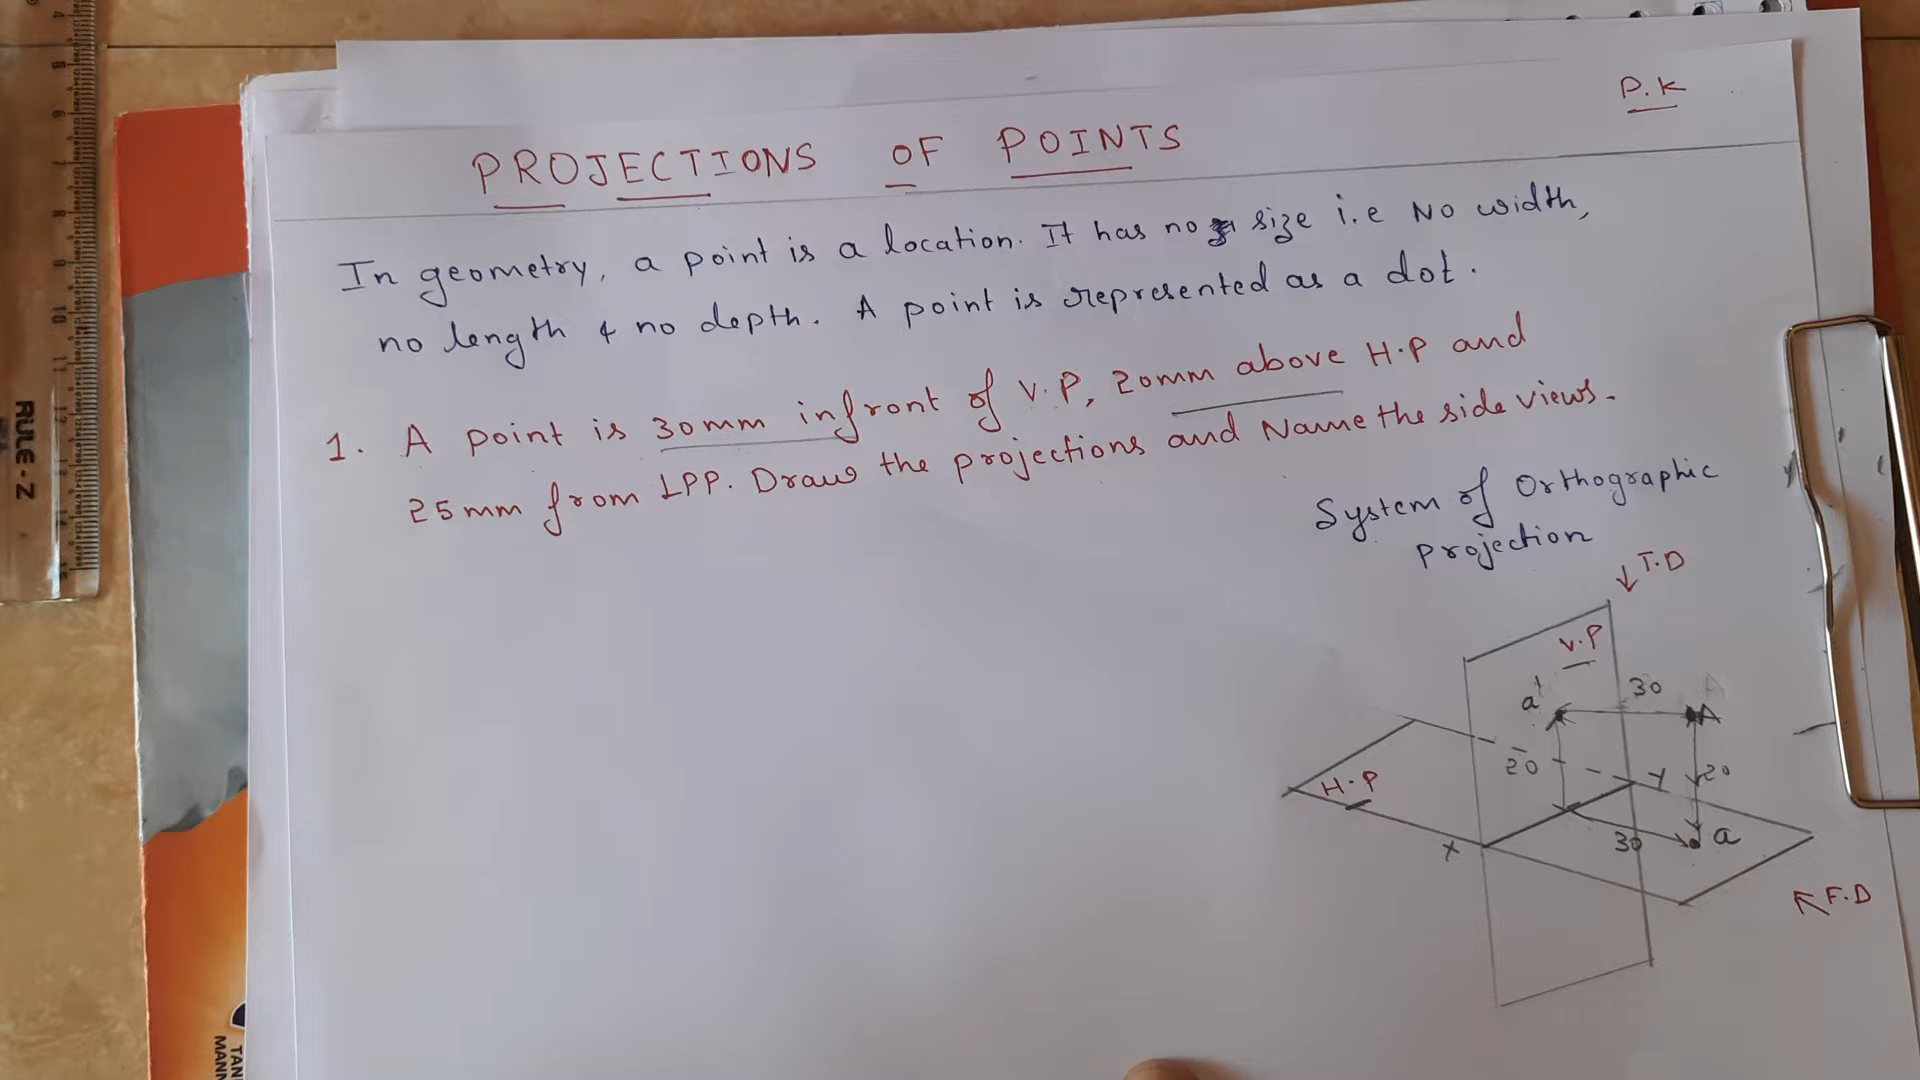 P.K
PROJECTIONS OF POINTS
In geometry, a point is a location. It has no size i.e No width,
no length & no depth. A point is represented as a dot.
1. A point is 30mm infront of V.P, 20mm above H.P and
25mm from LPP. Draw the projections and Name the side views.
System of Orthographic
projection
↓ T.D
V.P
a'
30
A
H.P
20
Y
20
X
30
a
F.D
RULE-Z
TAN
MANN